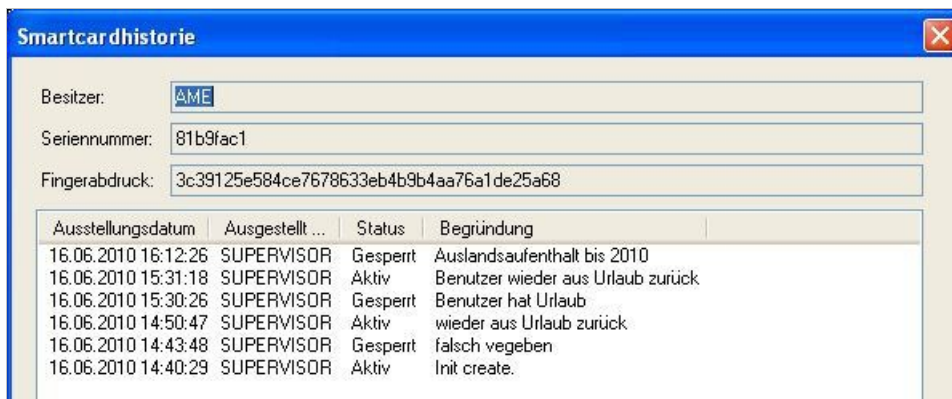 Smartcardhistorie
Besitzer: AME
Seriennummer: 81b9fac1
Fingerabdruck: 3c39125e584ce7678633eb4b9b4aa76a1de25a68
Ausstellungsdatum Ausgestellt ... Status Begründung
16.06.2010 16:12:26 SUPERVISOR Gesperrt Auslandsaufenthalt bis 2010
16.06.2010 15:31:18 SUPERVISOR Aktiv Benutzer wieder aus Urlaub zurück
16.06.2010 15:30:26 SUPERVISOR Gesperrt Benutzer hat Urlaub
16.06.2010 14:50:47 SUPERVISOR Aktiv wieder aus Urlaub zurück
16.06.2010 14:43:48 SUPERVISOR Gesperrt falsch vegeben
16.06.2010 14:40:29 SUPERVISOR Aktiv Init create.